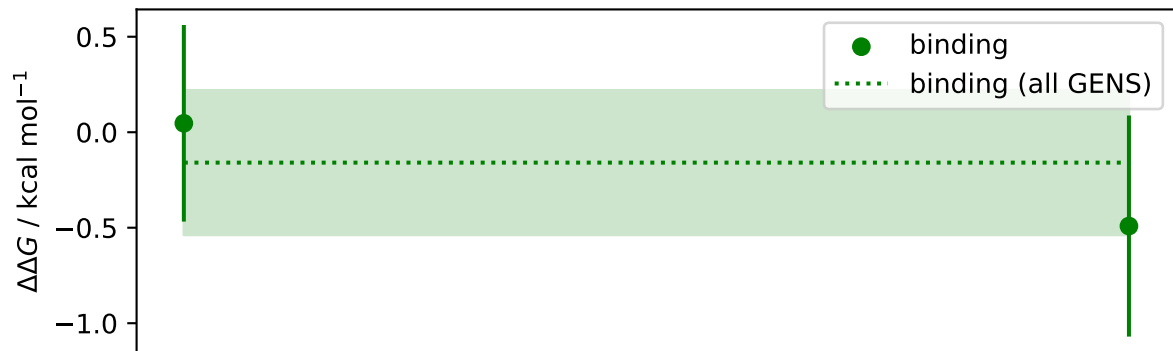 0.5
0.0
−0.5
−1.0
ΔΔG / kcal mol⁻¹
binding
binding (all GENS)